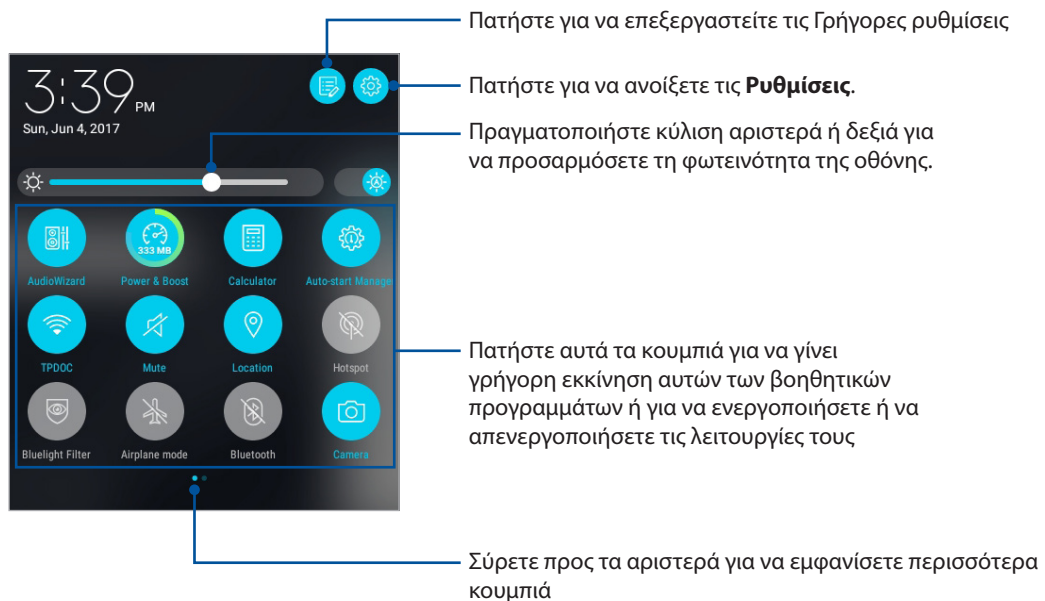 Πατήστε για να επεξεργαστείτε τις Γρήγορες ρυθμίσεις
3:39 PM
Sun, Jun 4, 2017
Πατήστε για να ανοίξετε τις Ρυθμίσεις.
Πραγματοποιήστε κύλιση αριστερά ή δεξιά για
να προσαρμόσετε τη φωτεινότητα της οθόνης.
A
333 MB
AudioWizard
Power & Boost
Calculator
Auto-start Manage
TPDOC
Mute
Location
Hotspot
Bluelight Filter
Airplane mode
Bluetooth
Camera
Πατήστε αυτά τα κουμπιά για να γίνει
γρήγορη εκκίνηση αυτών των βοηθητικών
προγραμμάτων ή για να ενεργοποιήσετε ή να
απενεργοποιήσετε τις λειτουργίες τους
Σύρετε προς τα αριστερά για να εμφανίσετε περισσότερα
κουμπιά